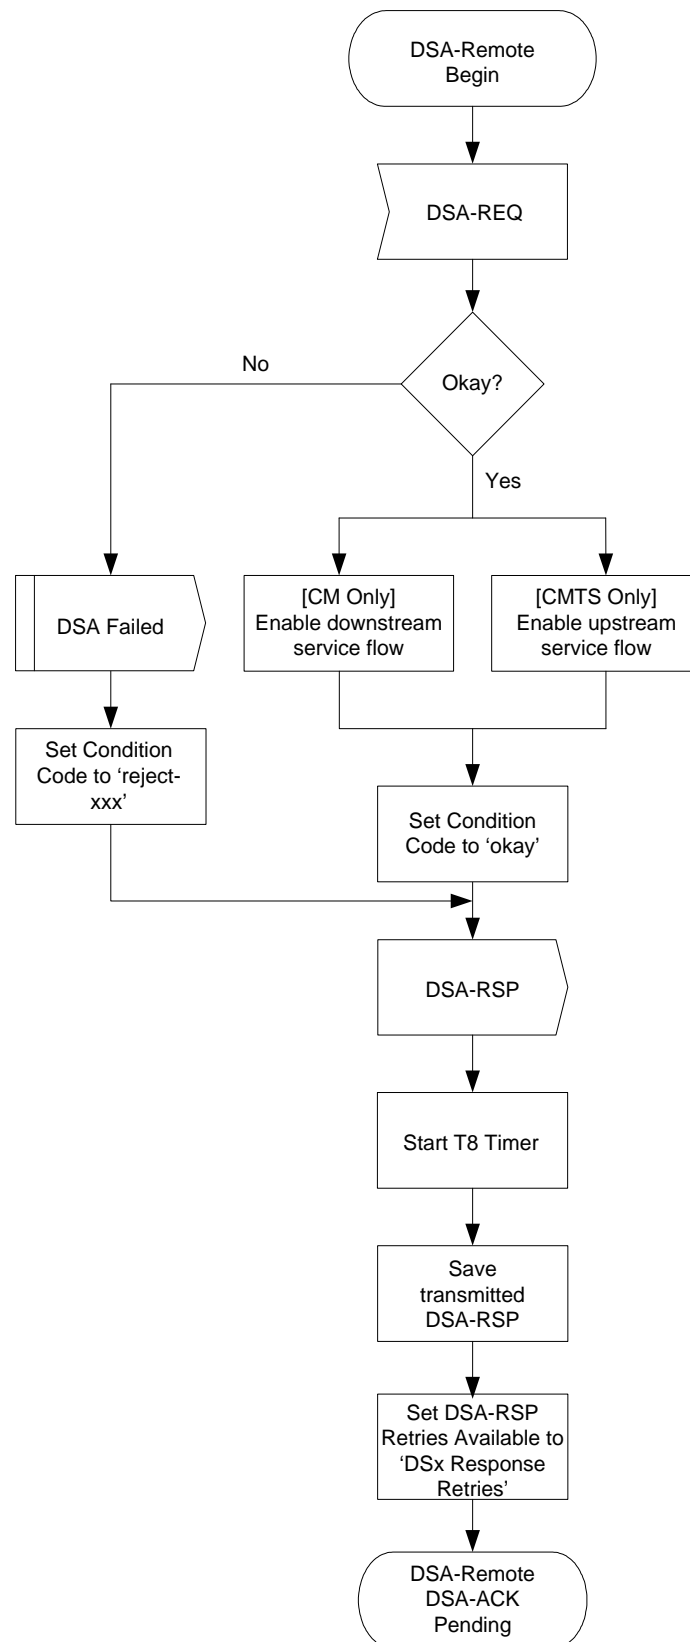 DSA-Remote
Begin
DSA-REQ
Okay?
No
Yes
DSA Failed
[CM Only]
Enable downstream
service flow
[CMTS Only]
Enable upstream
service flow
Set Condition
Code to ‘reject-
xxx’
Set Condition
Code to ‘okay’
DSA-RSP
Start T8 Timer
Save
transmitted
DSA-RSP
Set DSA-RSP
Retries Available to
‘DSx Response
Retries’
DSA-Remote
DSA-ACK
Pending